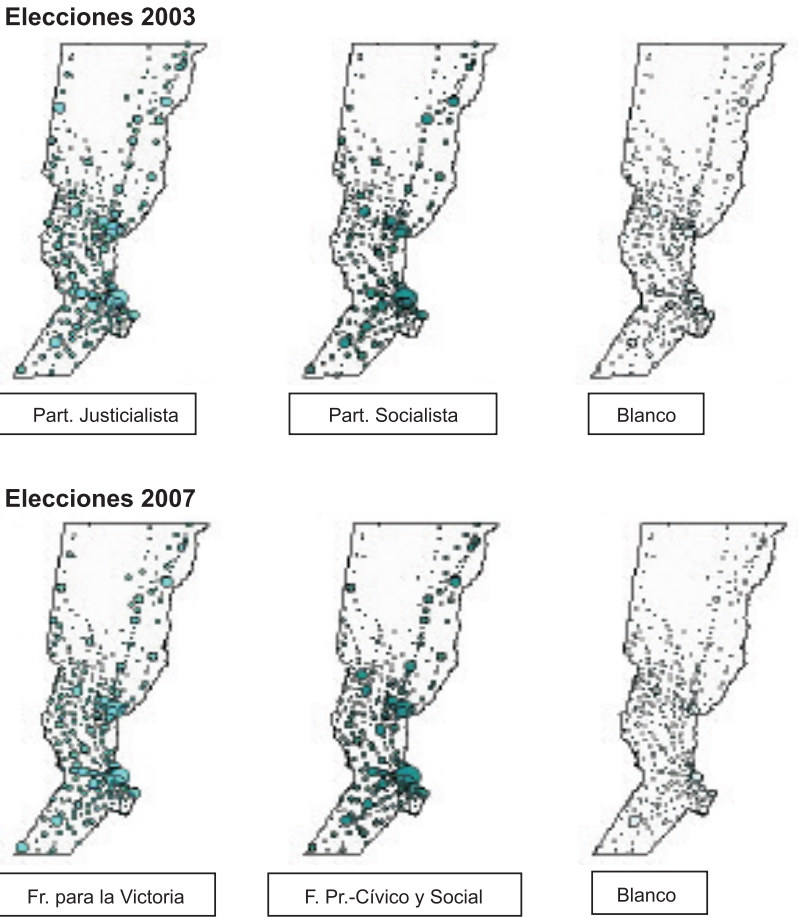 Elecciones 2003
Part. Justicialista
Part. Socialista
Blanco
Elecciones 2007
Fr. para la Victoria
F. Pr.-Cívico y Social
Blanco